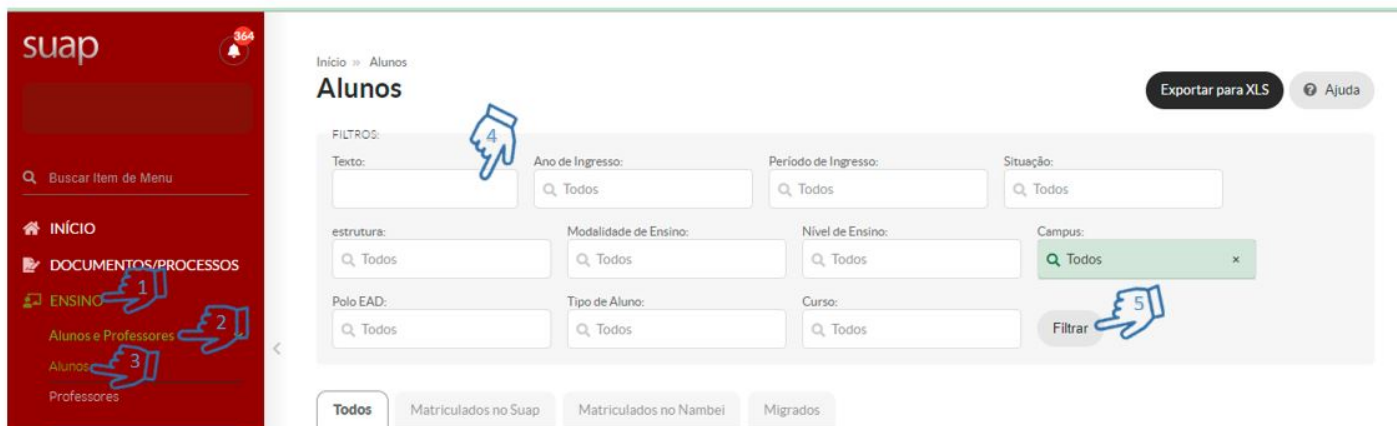 suap
364
Buscar Item de Menu
INÍCIO
DOCUMENTOS/PROCESSOS
1
ENSINO
2
Alunos e Professores
3
Alunos
Professores
Início » Alunos
Alunos
Exportar para XLS
Ajuda
FILTROS:
4
Texto:
Ano de Ingresso:
Todos
Período de Ingresso:
Todos
Situação:
Todos
estrutura:
Todos
Modalidade de Ensino:
Todos
Nível de Ensino:
Todos
Campus:
Todos
×
Polo EAD:
Todos
Tipo de Aluno:
Todos
Curso:
Todos
Filtrar
5
Todos
Matriculados no Suap
Matriculados no Nambei
Migrados